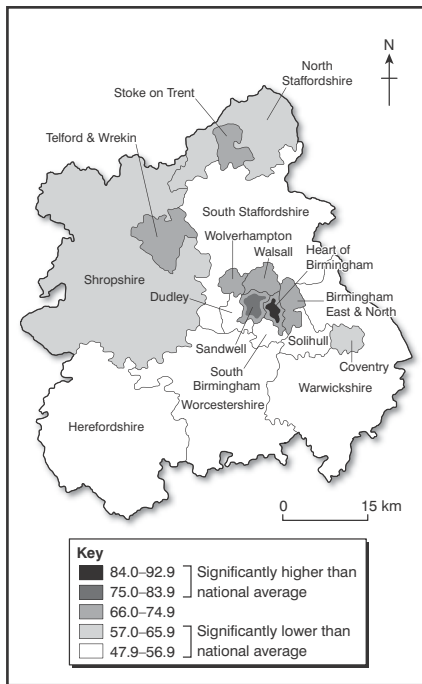 N
North
Staffordshire
Stoke on Trent
Telford & Wrekin
South Staffordshire
Wolverhampton
Walsall
Heart of
Birmingham
Shropshire
Dudley
Birmingham
East & North
Sandwell
Solihull
South
Birmingham
Coventry
Warwickshire
Worcestershire
Herefordshire
0 15 km
Key
84.0–92.9 Significantly higher than
75.0–83.9 national average
66.0–74.9
57.0–65.9 Significantly lower than
47.9–56.9 national average